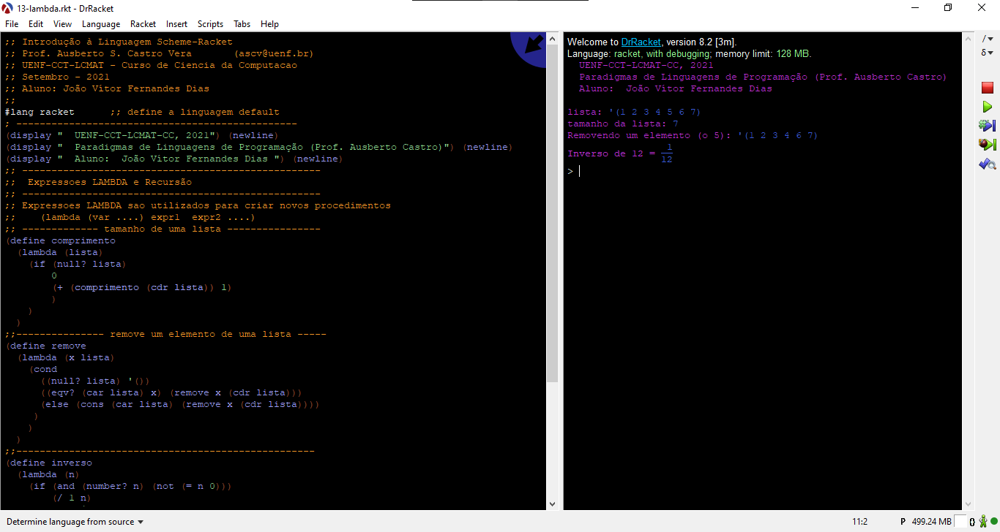 13-lambda.rkt - DrRacket
File Edit View Language Racket Insert Scripts Tabs Help
;; Introdução à Linguagem Scheme-Racket
;; Prof. Ausberto S. Castro Vera      (ascv@uenf.br)
;; UENF-CCT-LCMAT - Curso de Ciencia da Computacao
;; Setembro - 2021
;; Aluno: João Vítor Fernandes Dias
;;
#lang racket      ;; define a linguagem default
; ------------------------------------------------
(display "  UENF-CCT-LCMAT-CC, 2021") (newline)
(display "  Paradigmas de Linguagens de Programação (Prof. Ausberto Castro)") (newline)
(display "  Aluno:  João Vítor Fernandes Dias ") (newline)
;; ---------------------------------------------------
;;  Expressoes LAMBDA e Recursão
;; ---------------------------------------------------
;; Expressoes LAMBDA sao utilizados para criar novos procedimentos
;;    (lambda (var ....) expr1  expr2 ....)
;; ------------- tamanho de uma lista ----------------
(define comprimento
  (lambda (lista)
    (if (null? lista)
        0
        (+ (comprimento (cdr lista)) 1)
        )
    )
  )
;;--------------- remove um elemento de uma lista -----
(define remove
  (lambda (x lista)
    (cond
      ((null? lista) '())
      ((eqv? (car lista) x) (remove x (cdr lista)))
      (else (cons (car lista) (remove x (cdr lista))))
     )
    )
  )
;;---------------------------------------------------
(define inverso
  (lambda (n)
    (if (and (number? n) (not (= n 0)))
        (/ 1 n)
Welcome to DrRacket, version 8.2 [3m].
Language: racket, with debugging; memory limit: 128 MB.
  UENF-CCT-LCMAT-CC, 2021
  Paradigmas de Linguagens de Programação (Prof. Ausberto Castro)
  Aluno:  João Vítor Fernandes Dias
lista: '(1 2 3 4 5 6 7)
tamanho da lista: 7
Removendo um elemento (o 5): '(1 2 3 4 6 7)
Inverso de 12 = 1/12
>
/
δ
Determine language from source
11:2
P 499.24 MB
{}